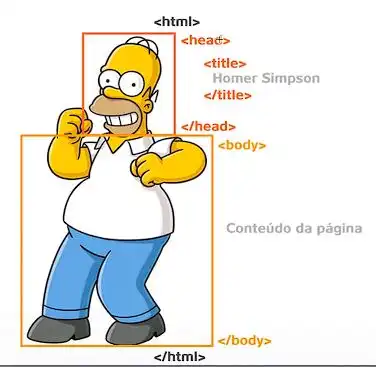 <html>
<head>
<title>
Homer Simpson
</title>
</head>
<body>
Conteúdo da página
</body>
</html>